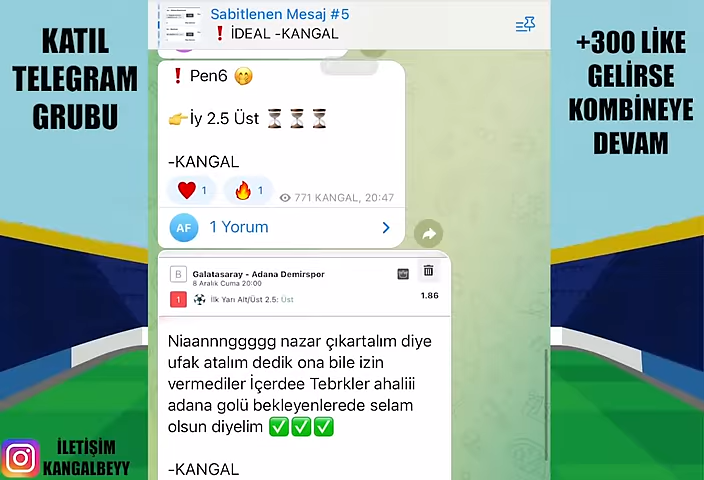 KATIL
TELEGRAM
GRUBU
Sabitlenen Mesaj #5
❗ İDEAL -KANGAL
+300 LİKE
GELİRSE
KOMBİNEYE
DEVAM
❗ Pen6 🤭
👉İy 2.5 Üst ⏳⏳⏳
-KANGAL
❤️ 1 🔥 1
771 KANGAL, 20:47
AF 1 Yorum
B Galatasaray - Adana Demirspor
8 Aralık Cuma 20:00
1 ⚽ İlk Yarı Alt/Üst 2.5: Üst
1.86
Niaannnggggg nazar çıkartalım diye
ufak atalım dedik ona bile izin
vermediler İçerdee Tebrkler ahaliii
adana golü bekleyenlerede selam
olsun diyelim ✅✅✅
-KANGAL
İLETİŞİM
KANGALBEYY